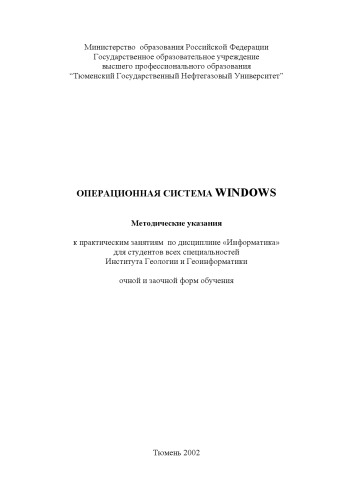 Министерство образования Российской Федерации
Государственное образовательное учреждение
высшего профессионального образования
"Тюменский Государственный Нефтегазовый Университет"
ОПЕРАЦИОННАЯ СИСТЕМА WINDOWS
Методические указания
к практическим занятиям по дисциплине «Информатика»
для студентов всех специальностей
Института Геологии и Геоинформатики
очной и заочной форм обучения
Тюмень 2002